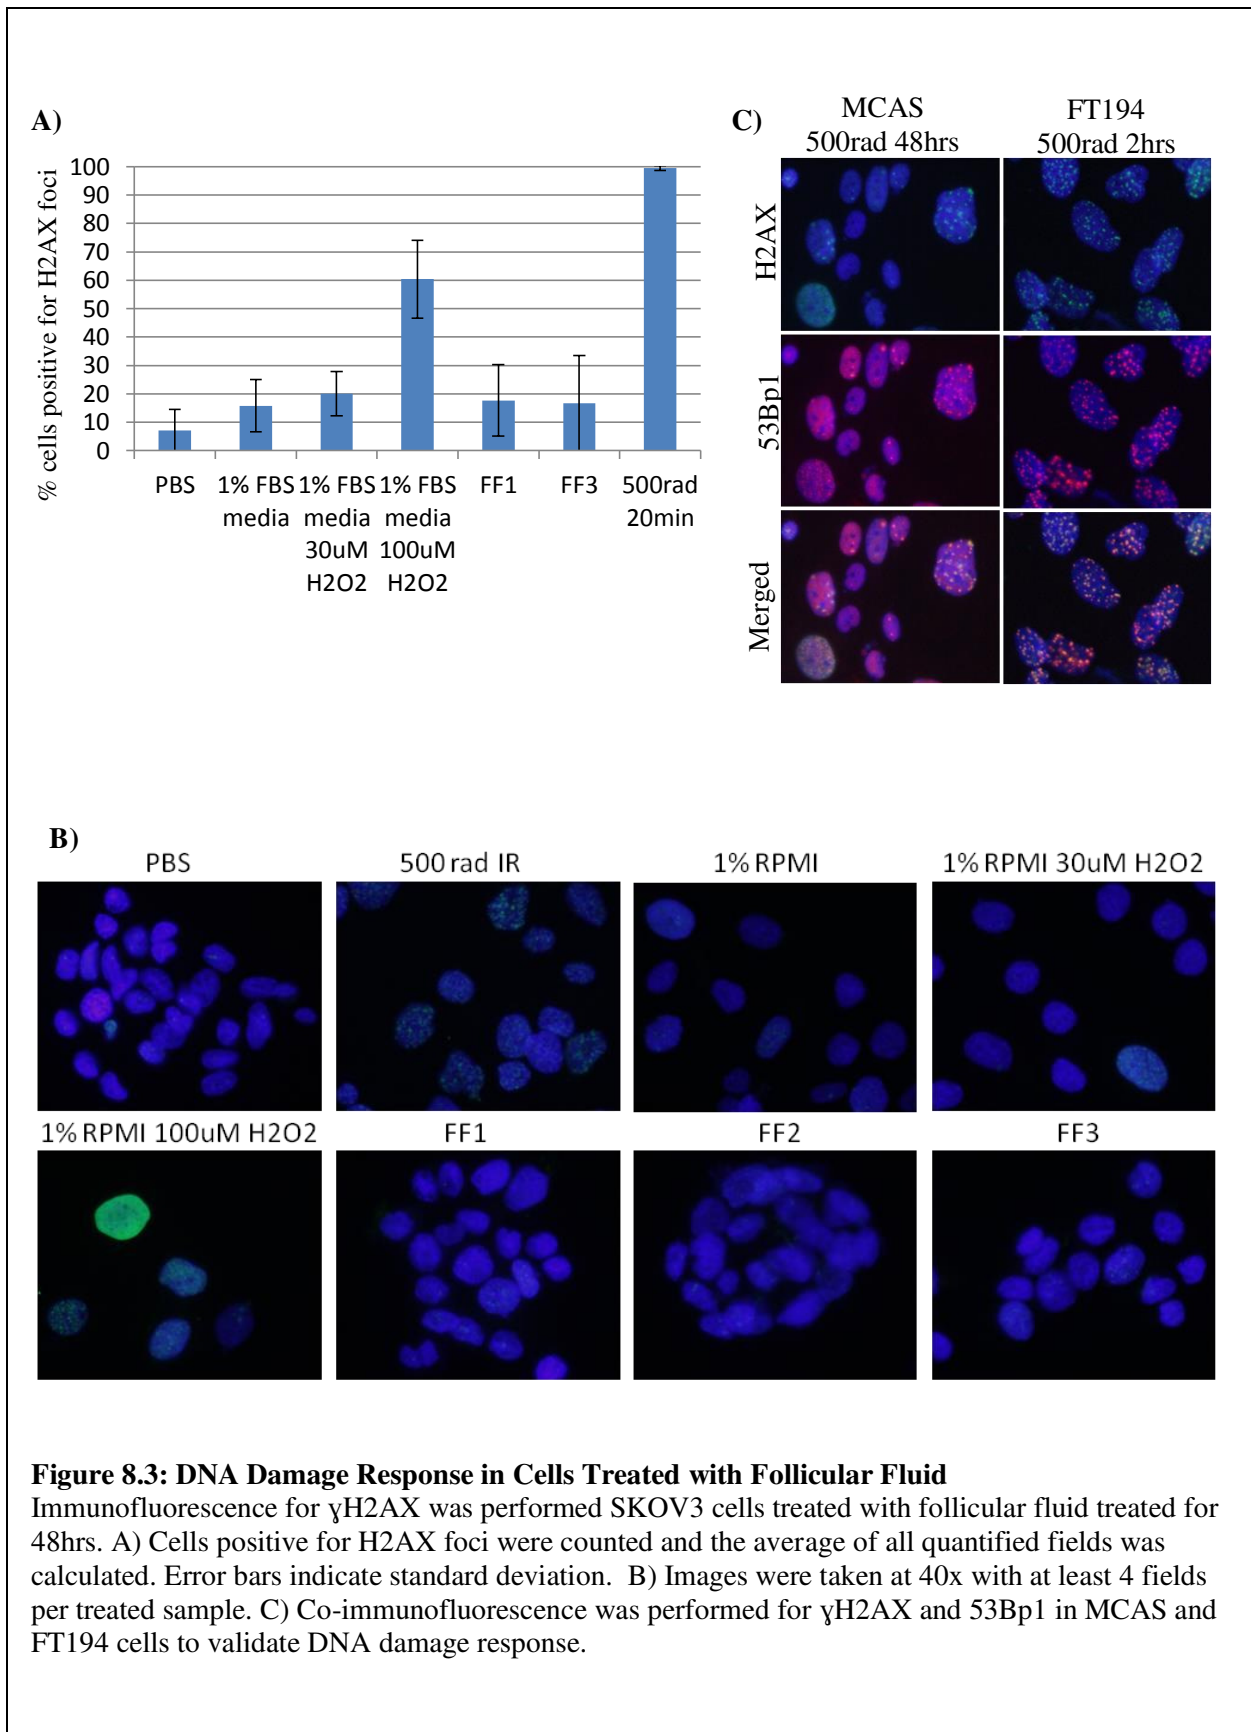 A)
% cells positive for H2AX foci
100
90
80
70
60
50
40
30
20
10
0
PBS
1% FBS media
1% FBS media 30uM H2O2
1% FBS media 100uM H2O2
FF1
FF3
500rad 20min
C)
MCAS
500rad 48hrs
FT194
500rad 2hrs
H2AX
53Bp1
Merged
B)
PBS
500 rad IR
1% RPMI
1% RPMI 30uM H2O2
1% RPMI 100uM H2O2
FF1
FF2
FF3
Figure 8.3: DNA Damage Response in Cells Treated with Follicular Fluid
Immunofluorescence for ɣH2AX was performed SKOV3 cells treated with follicular fluid treated for
48hrs. A) Cells positive for H2AX foci were counted and the average of all quantified fields was
calculated. Error bars indicate standard deviation.  B) Images were taken at 40x with at least 4 fields
per treated sample. C) Co-immunofluorescence was performed for ɣH2AX and 53Bp1 in MCAS and
FT194 cells to validate DNA damage response.